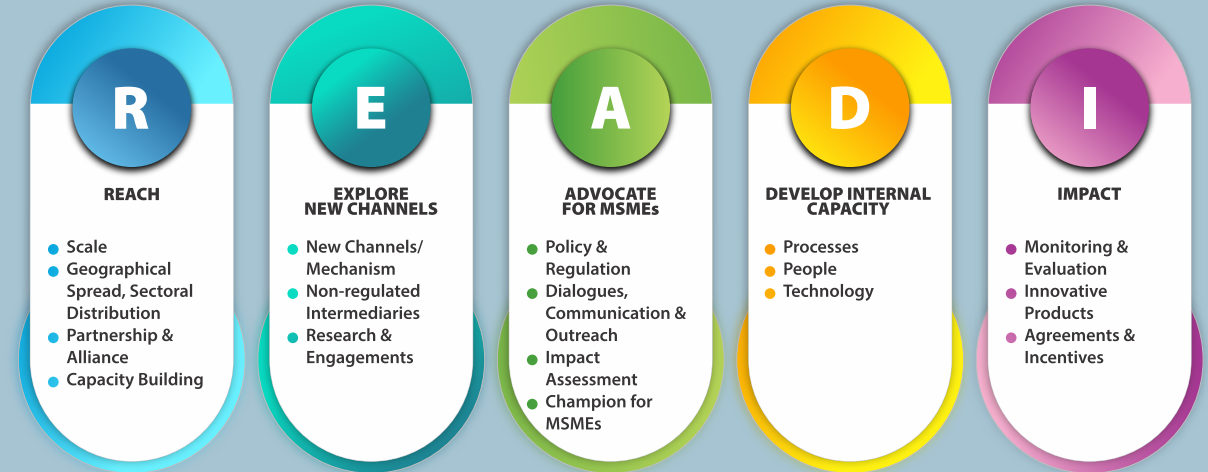 R
REACH
Scale
Geographical
Spread, Sectoral
Distribution
Partnership &
Alliance
Capacity Building
E
EXPLORE
NEW CHANNELS
New Channels/
Mechanism
Non-regulated
Intermediaries
Research &
Engagements
A
ADVOCATE
FOR MSMEs
Policy &
Regulation
Dialogues,
Communication &
Outreach
Impact
Assessment
Champion for
MSMEs
D
DEVELOP INTERNAL
CAPACITY
Processes
People
Technology
I
IMPACT
Monitoring &
Evaluation
Innovative
Products
Agreements &
Incentives